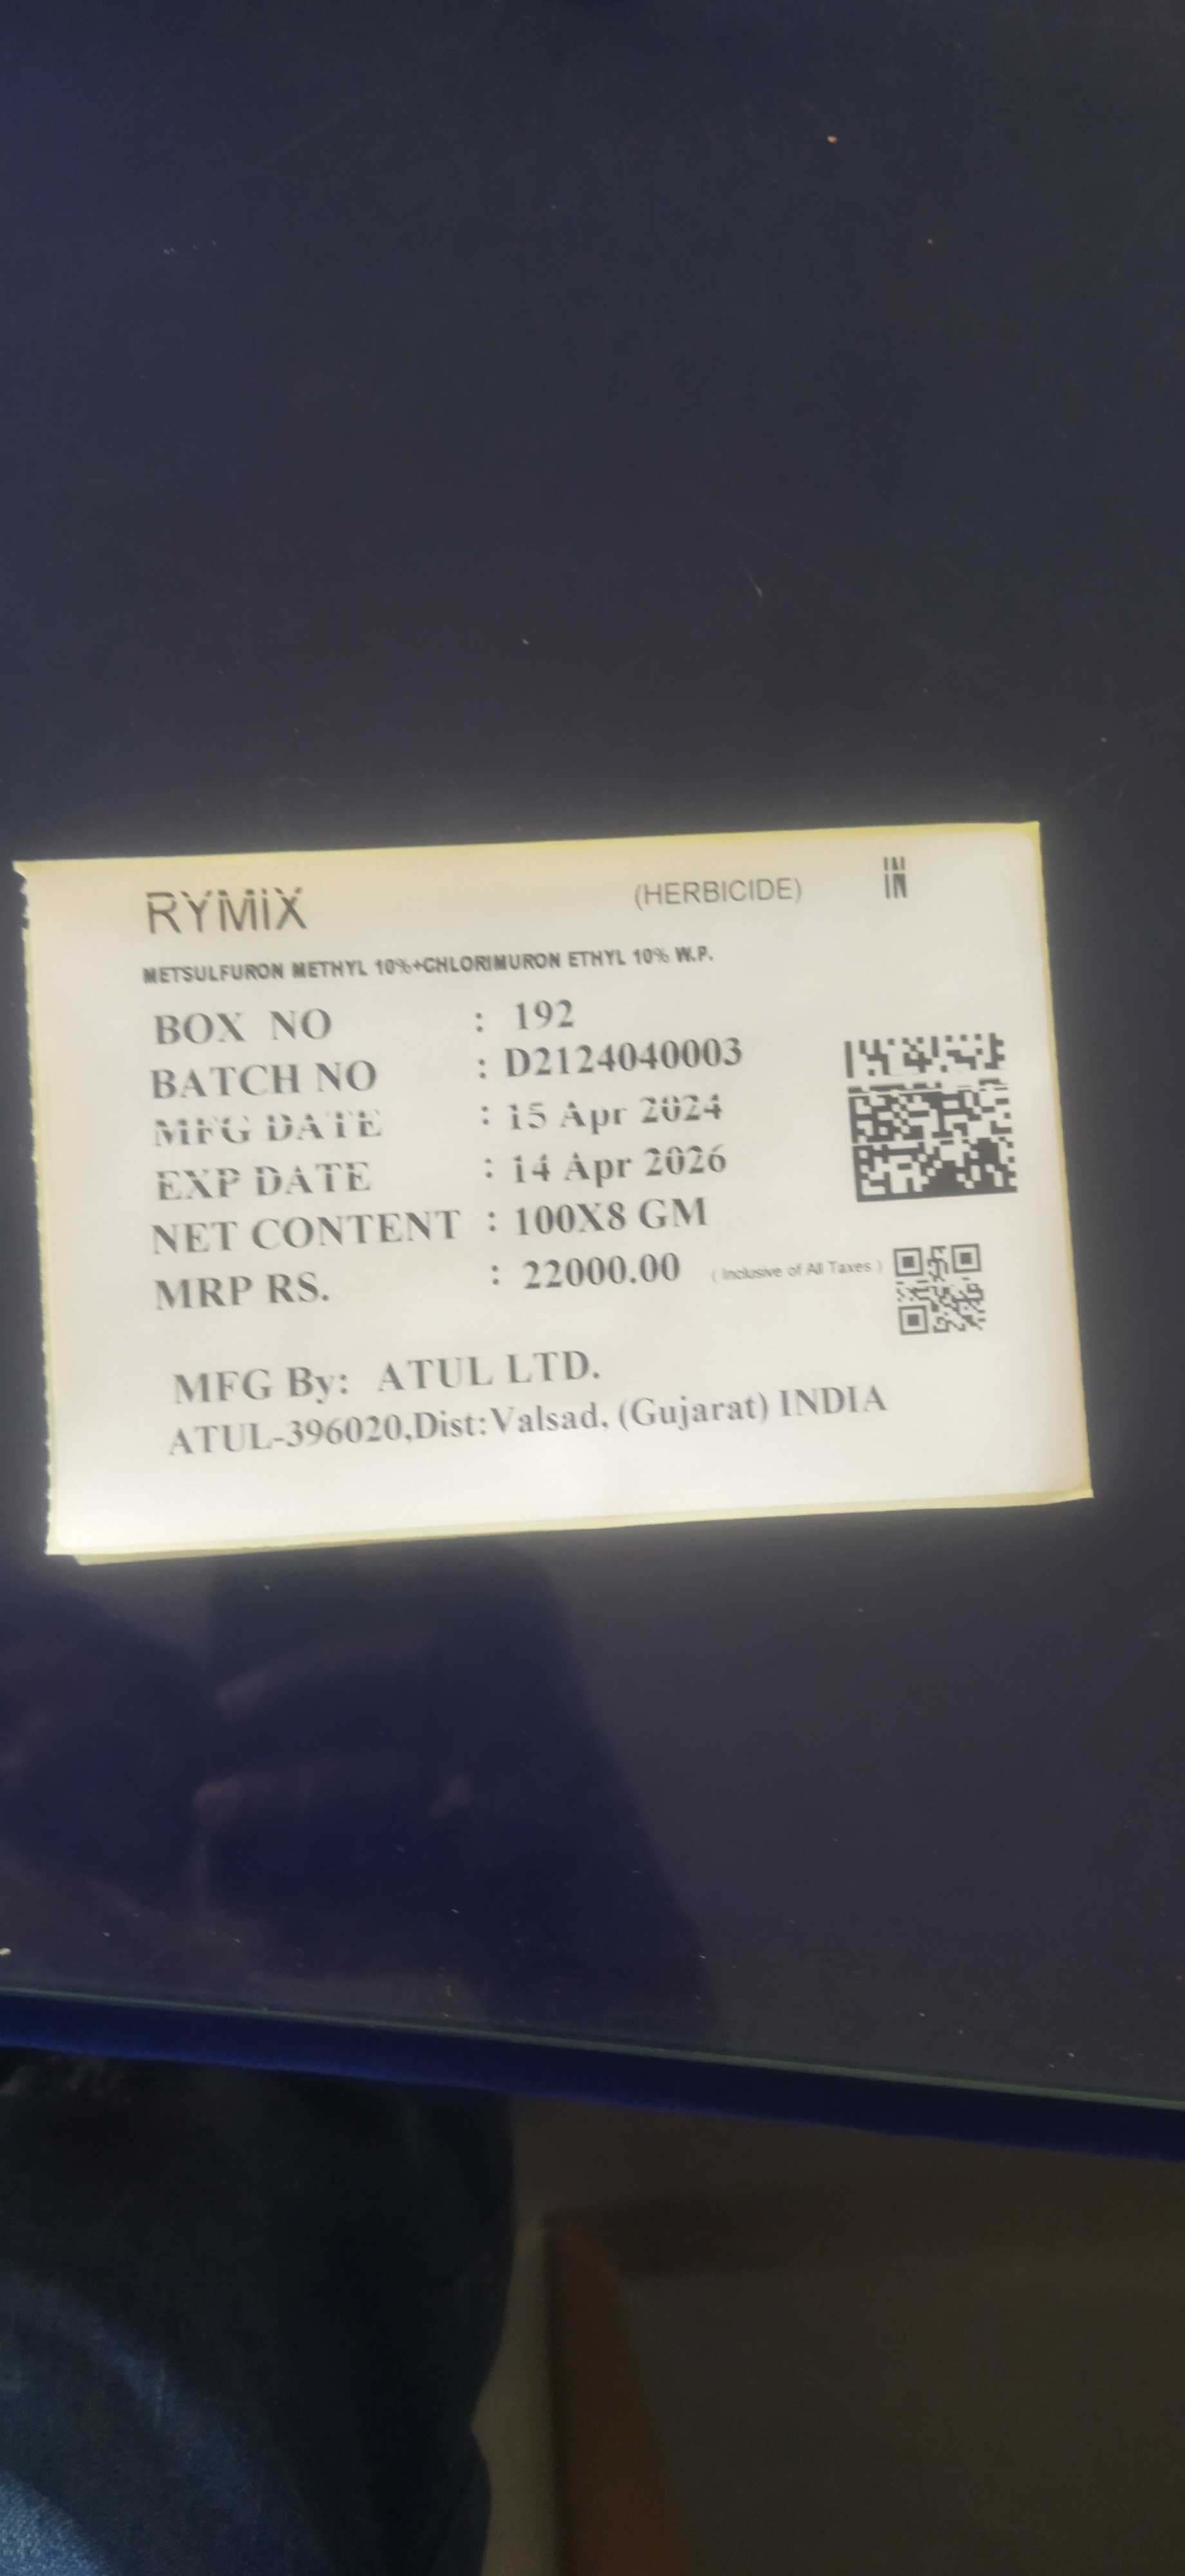 RYMIX (HERBICIDE) IN
METSULFURON METHYL 10%+CHLORIMURON ETHYL 10% W.P.
BOX NO : 192
BATCH NO : D2124040003
MFG DATE : 15 Apr 2024
EXP DATE : 14 Apr 2026
NET CONTENT : 100X8 GM
MRP RS. : 22000.00 ( Inclusive of All Taxes )
MFG By: ATUL LTD.
ATUL-396020,Dist:Valsad, (Gujarat) INDIA